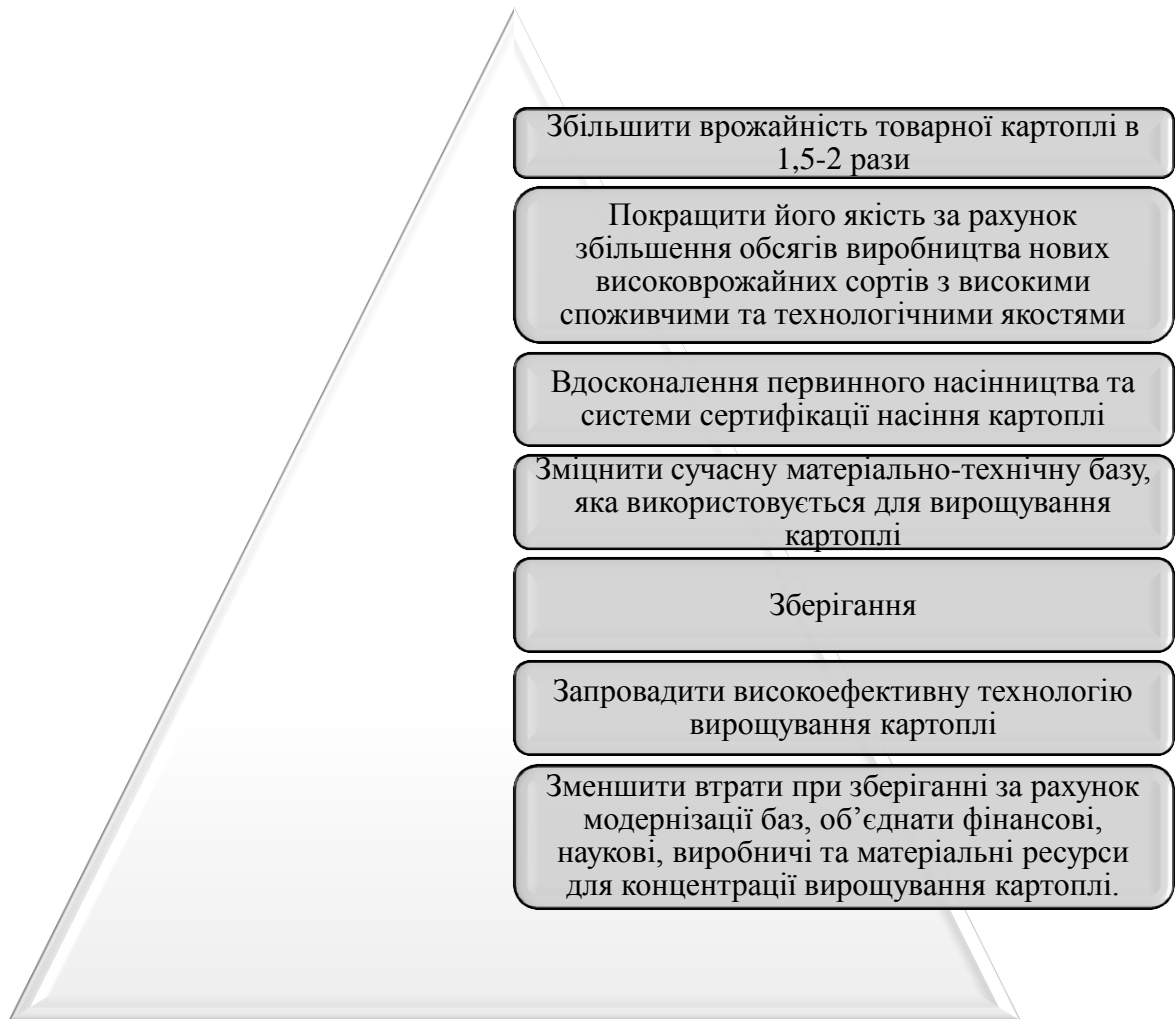 Збільшити врожайність товарної картоплі в
1,5-2 рази
Покращити його якість за рахунок
збільшення обсягів виробництва нових
високоврожайних сортів з високими
споживчими та технологічними якостями
Вдосконалення первинного насінництва та
системи сертифікації насіння картоплі
Зміцнити сучасну матеріально-технічну базу,
яка використовується для вирощування
картоплі
Зберігання
Запровадити високоефективну технологію
вирощування картоплі
Зменшити втрати при зберіганні за рахунок
модернізації баз, об’єднати фінансові,
наукові, виробничі та матеріальні ресурси
для концентрації вирощування картоплі.